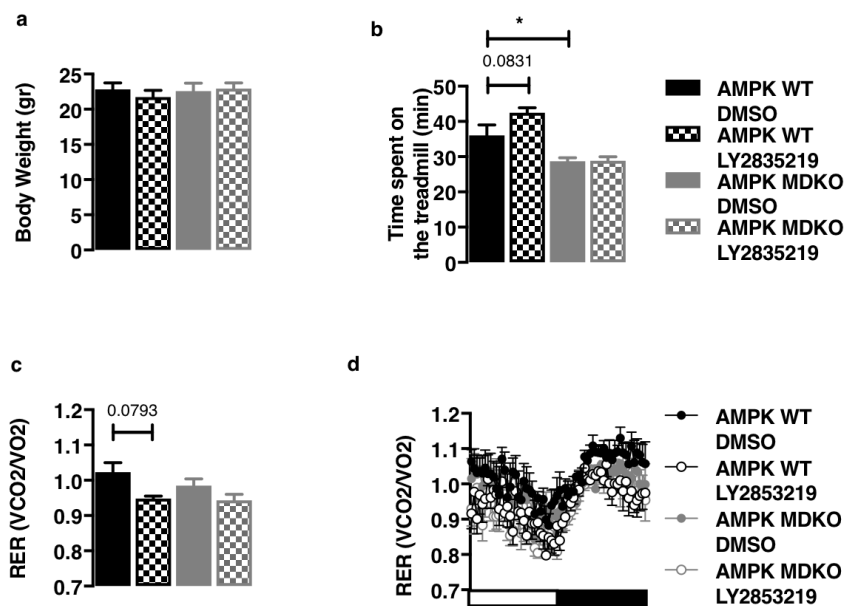 a
Body Weight (gr)
25
20
15
10
5
0
b
*
0.0831
Time spent on
the treadmill (min)
50
40
30
20
10
0
AMPK WT
DMSO
AMPK WT
LY2835219
AMPK MDKO
DMSO
AMPK MDKO
LY2835219
c
0.0793
RER (VCO2/VO2)
1.2
1.1
1.0
0.9
0.8
0.7
d
RER (VCO2/VO2)
1.2
1.1
1.0
0.9
0.8
0.7
AMPK WT
DMSO
AMPK WT
LY2853219
AMPK MDKO
DMSO
AMPK MDKO
LY2853219